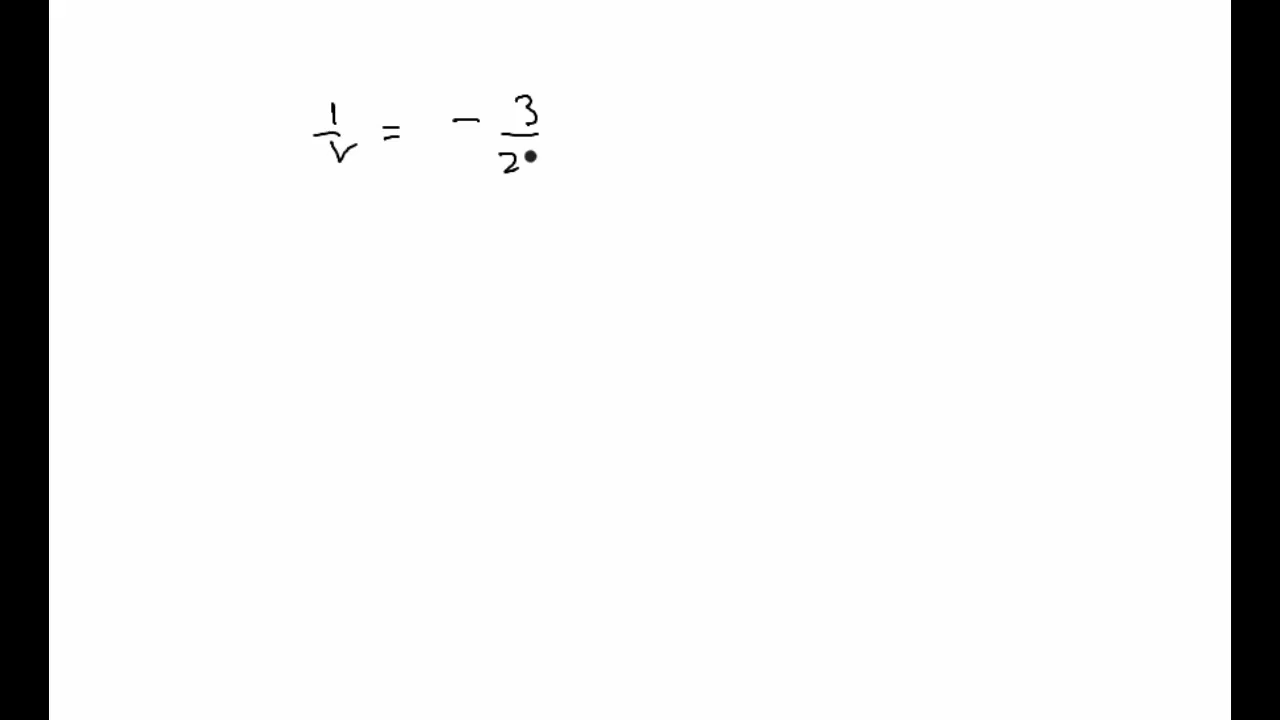 1/v = - 3/2